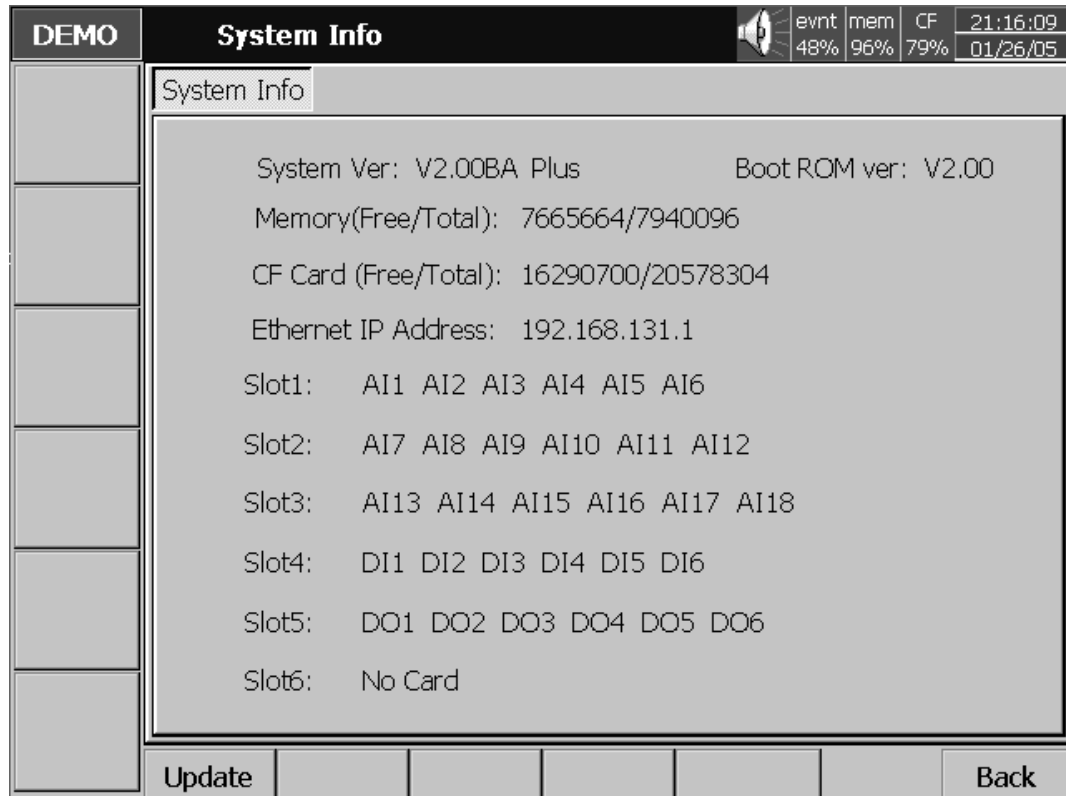 DEMO System Info evnt mem CF 21:16:09
48% 96% 79% 01/26/05
System Info
System Ver: V2.00BA Plus Boot ROM ver: V2.00
Memory(Free/Total): 7665664/7940096
CF Card (Free/Total): 16290700/20578304
Ethernet IP Address: 192.168.131.1
Slot1: AI1 AI2 AI3 AI4 AI5 AI6
Slot2: AI7 AI8 AI9 AI10 AI11 AI12
Slot3: AI13 AI14 AI15 AI16 AI17 AI18
Slot4: DI1 DI2 DI3 DI4 DI5 DI6
Slot5: DO1 DO2 DO3 DO4 DO5 DO6
Slot6: No Card
Update Back